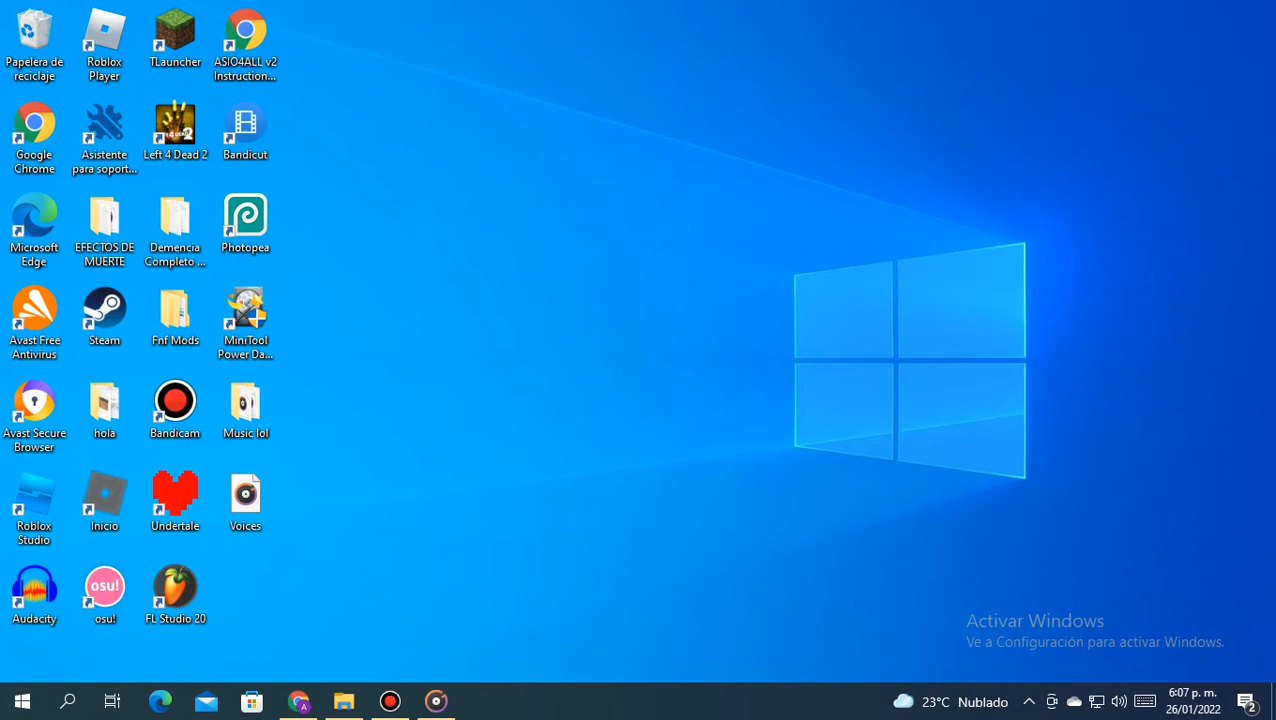 Papelera de
reciclaje
Roblox
Player
TLauncher
ASIO4ALL v2
Instruction...
Google
Chrome
Asistente
para soport...
Left 4 Dead 2
Bandicut
Microsoft
Edge
EFECTOS DE
MUERTE
Demencia
Completo ...
Photopea
Avast Free
Antivirus
Steam
Fnf Mods
MiniTool
Power Da...
Avast Secure
Browser
hola
Bandicam
Music lol
Roblox
Studio
Inicio
Undertale
Voices
Audacity
osu!
osu!
FL Studio 20
Activar Windows
Ve a Configuración para activar Windows.
A
23°C Nublado
6:07 p. m.
26/01/2022
2